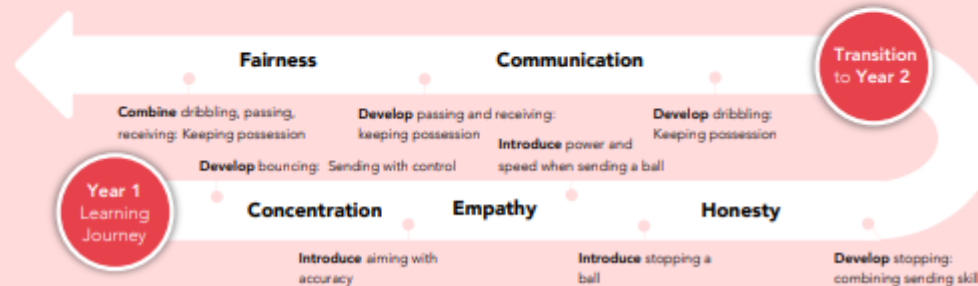 Fairness
Communication
Transition
to Year 2
Combine dribbling, passing,
receiving: Keeping possession
Develop passing and receiving:
keeping possession
Develop dribbling:
Keeping possession
Introduce power and
speed when sending a ball
Develop bouncing: Sending with control
Year 1
Learning
Journey
Concentration
Empathy
Honesty
Introduce aiming with
accuracy
Introduce stopping a
ball
Develop stopping:
combining sending skil